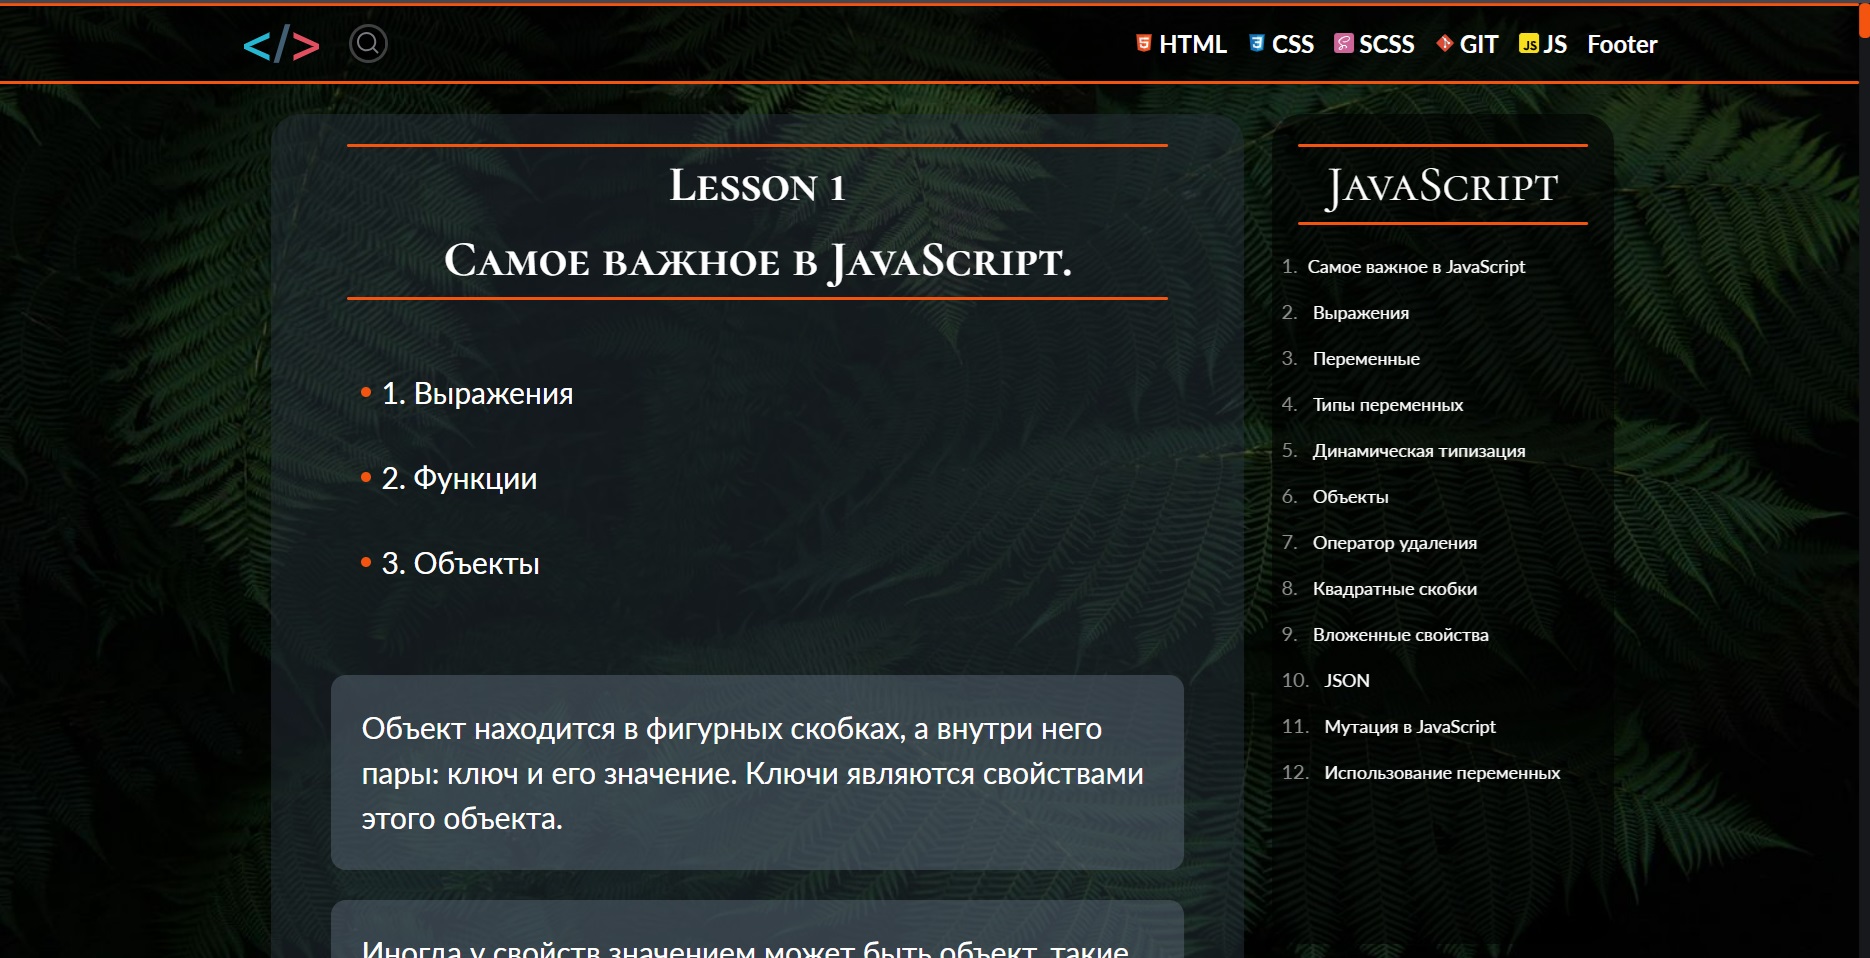 </> HTML CSS SCSS GIT JS JS Footer
Lesson 1
Самое важное в JavaScript.
1. Выражения
2. Функции
3. Объекты
Объект находится в фигурных скобках, а внутри него
пары: ключ и его значение. Ключи являются свойствами
этого объекта.
Иногда у свойств значением может быть объект, такие
JavaScript
1. Самое важное в JavaScript
2. Выражения
3. Переменные
4. Типы переменных
5. Динамическая типизация
6. Объекты
7. Оператор удаления
8. Квадратные скобки
9. Вложенные свойства
10. JSON
11. Мутация в JavaScript
12. Использование переменных